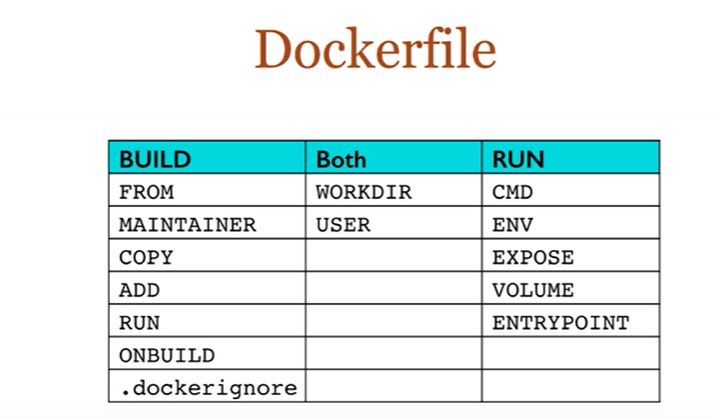 Dockerfile
BUILD Both RUN
FROM WORKDIR CMD
MAINTAINER USER ENV
COPY EXPOSE
ADD VOLUME
RUN ENTRYPOINT
ONBUILD
.dockerignore